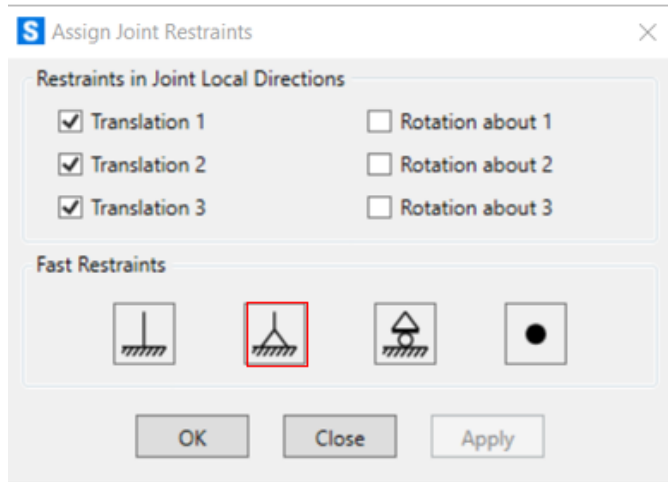 S Assign Joint Restraints
Restraints in Joint Local Directions
Translation 1
Rotation about 1
Translation 2
Rotation about 2
Translation 3
Rotation about 3
Fast Restraints
OK
Close
Apply